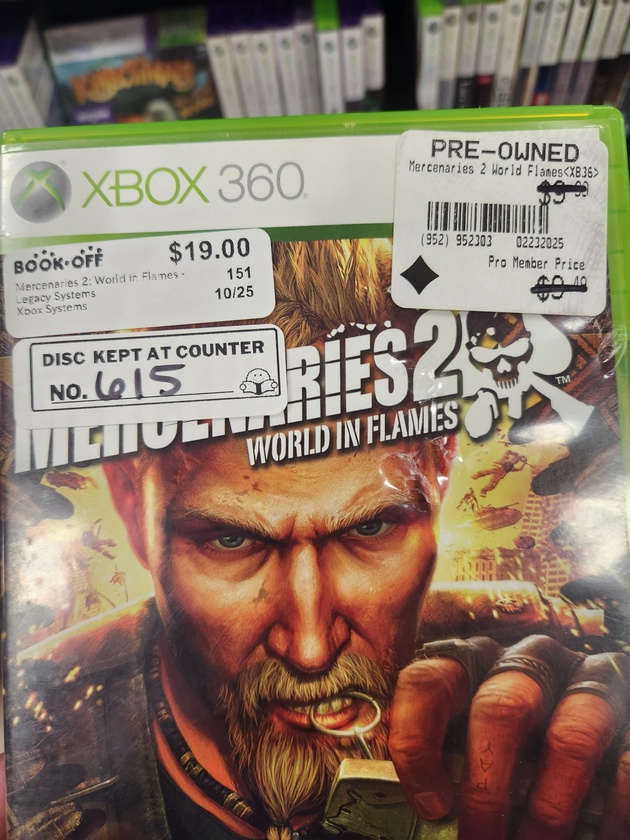 XBOX 360
PRE-OWNED
Mercenaries 2 World Flames<XB36>
(952) 952303 02232025
Pro Member Price
BOOK·OFF
$19.00
Mercenaries 2: World in Flames -
151
Legacy Systems
10/25
Xbox Systems
DISC KEPT AT COUNTER
NO. 615
MERCENARIES 2
TM
WORLD IN FLAMES
PAY